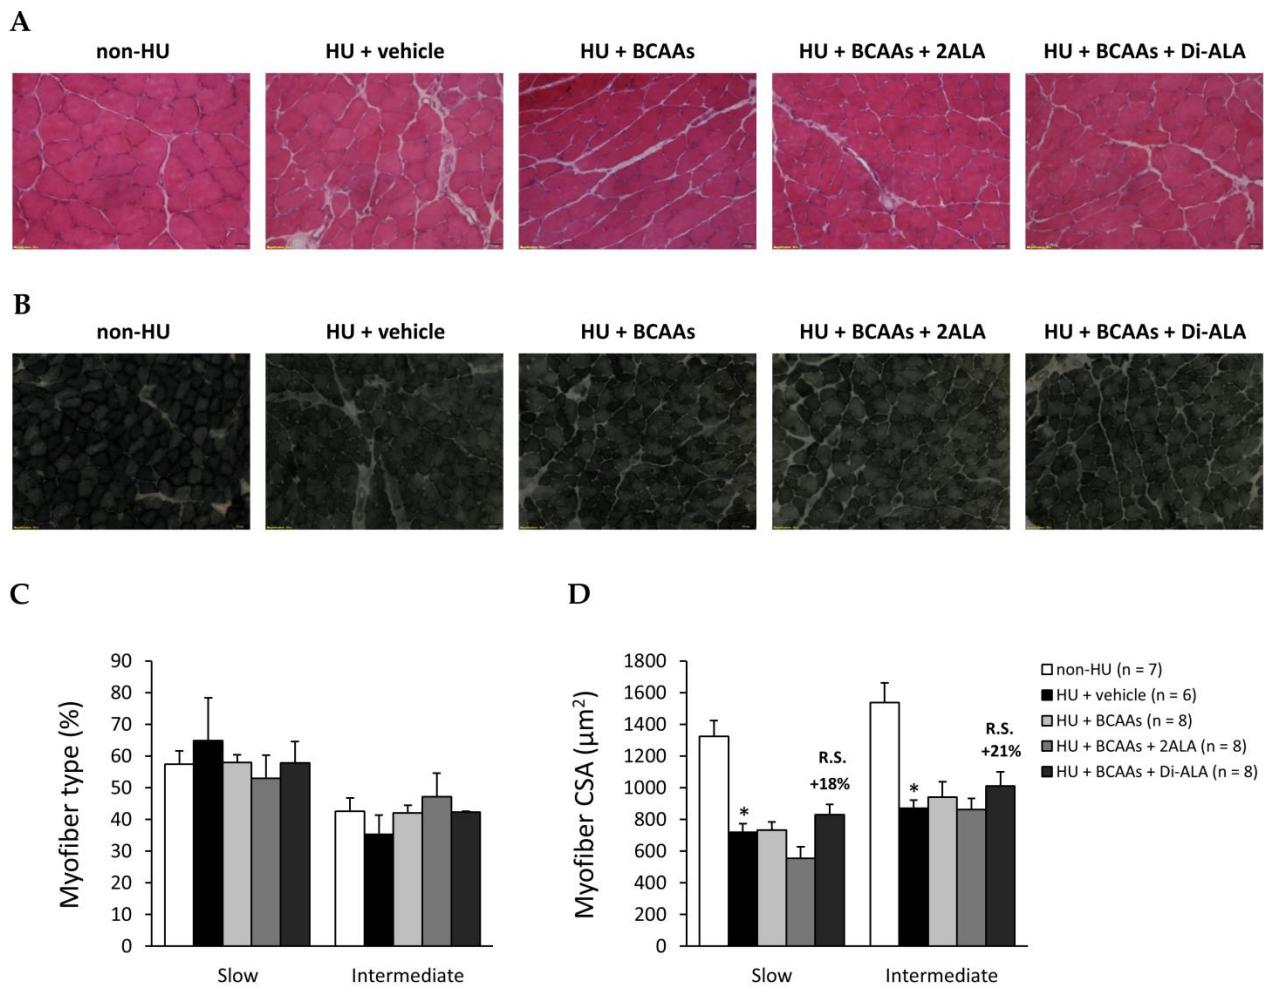 A
non-HU
HU + vehicle
HU + BCAAs
HU + BCAAs + 2ALA
HU + BCAAs + Di-ALA
B
non-HU
HU + vehicle
HU + BCAAs
HU + BCAAs + 2ALA
HU + BCAAs + Di-ALA
C
Myofiber type (%)
90
80
70
60
50
40
30
20
10
0
Slow
Intermediate
D
Myofiber CSA (µm²)
1800
1600
1400
1200
1000
800
600
400
200
0
*
R.S.
+18%
*
R.S.
+21%
Slow
Intermediate
non-HU (n = 7)
HU + vehicle (n = 6)
HU + BCAAs (n = 8)
HU + BCAAs + 2ALA (n = 8)
HU + BCAAs + Di-ALA (n = 8)